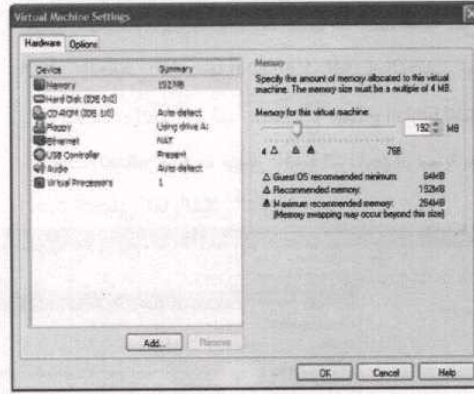 Virtual Machine Settings
Hardware Options
Device Summary
Memory 192MB
Hard Disk (IDE 0:0)
CD-ROM (IDE 1:0) Auto detect
Floppy Using drive A:
Ethernet NAT
USB Controller Present
Audio Auto detect
Virtual Processors 1
Add... Remove
Memory
Specify the amount of memory allocated to this virtual
machine. The memory size must be a multiple of 4 MB.
Memory for this virtual machine:
192 MB
4 768
Guest OS recommended minimum: 64MB
Recommended memory: 192MB
Maximum recommended memory: 264MB
(Memory swapping may occur beyond this size)
OK Cancel Help